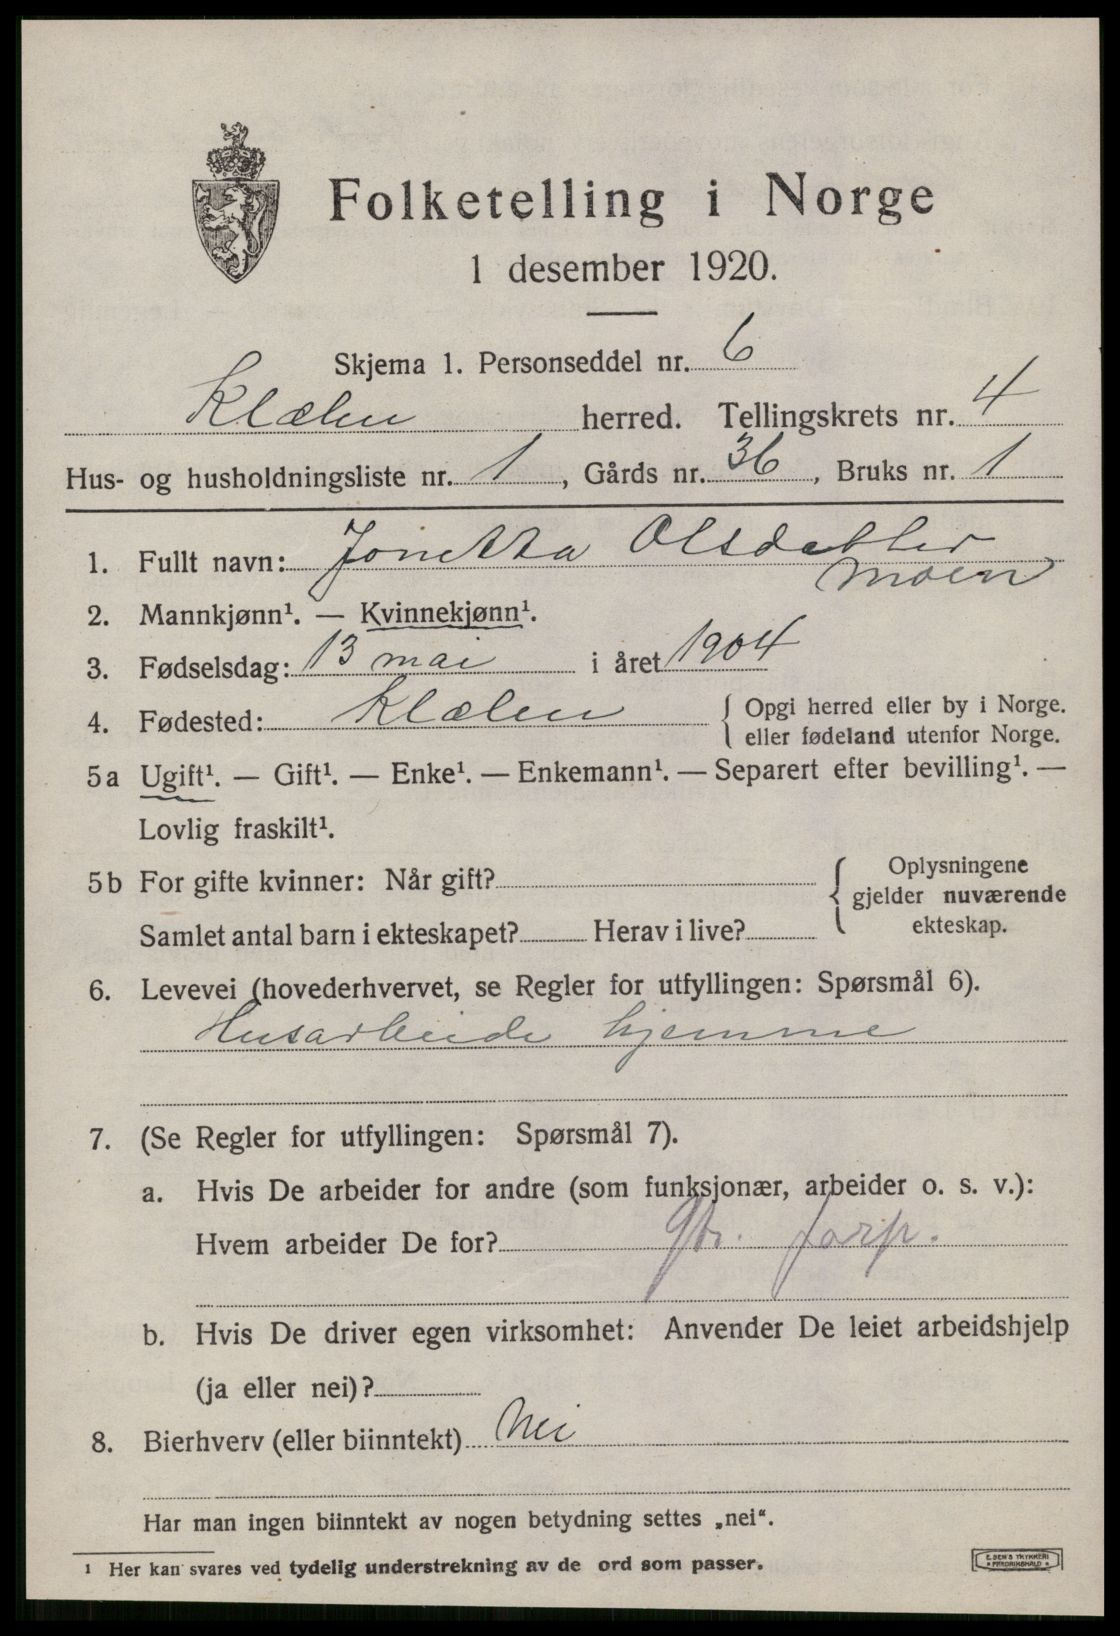 Folketelling i Norge
1 desember 1920.
Skjema 1. Personseddel nr. 6
Klælen herred. Tellingskrets nr. 4
Hus- og husholdningsliste nr. 1, Gårds nr. 36, Bruks nr. 1
1. Fullt navn: Jonetta Olsdatter
Moen
2. Mannkjønn¹. — Kvinnekjønn¹.
3. Fødselsdag: 13 mai i året 1904
4. Fødested: Klælen { Opgi herred eller by i Norge.
eller fødeland utenfor Norge.
5a Ugift¹. — Gift¹. — Enke¹. — Enkemann¹. — Separert efter bevilling¹. —
Lovlig fraskilt¹.
5b For gifte kvinner: Når gift? { Oplysningene
gjelder nuværende
Samlet antal barn i ekteskapet? Herav i live? ekteskap.
6. Levevei (hovederhvervet, se Regler for utfyllingen: Spørsmål 6).
Husarbeide hjemme
7. (Se Regler for utfyllingen: Spørsmål 7).
a. Hvis De arbeider for andre (som funksjonær, arbeider o. s. v.):
Hvem arbeider De for?
b. Hvis De driver egen virksomhet: Anvender De leiet arbeidshjelp
(ja eller nei)?
8. Bierhverv (eller biinntekt) Nei
Har man ingen biinntekt av nogen betydning settes „nei“.
¹ Her kan svares ved tydelig understrekning av de ord som passer.
E. SEM'S TRYKKERI
FREDRIKSHALD